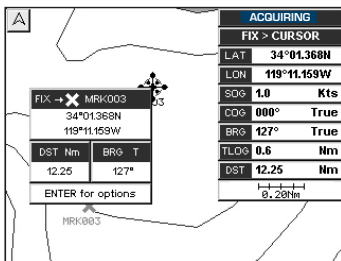 A
FIX → X MRK003
34°01.368N
119°11.159W
DST Nm BRG T
12.25 127°
ENTER for options
03
MRK003
ACQUIRING
FIX > CURSOR
LAT 34°01.368N
LON 119°11.159W
SOG 1.0 Kts
COG 000° True
BRG 127° True
TLOG 0.6 Nm
DST 12.25 Nm
0.20Nm